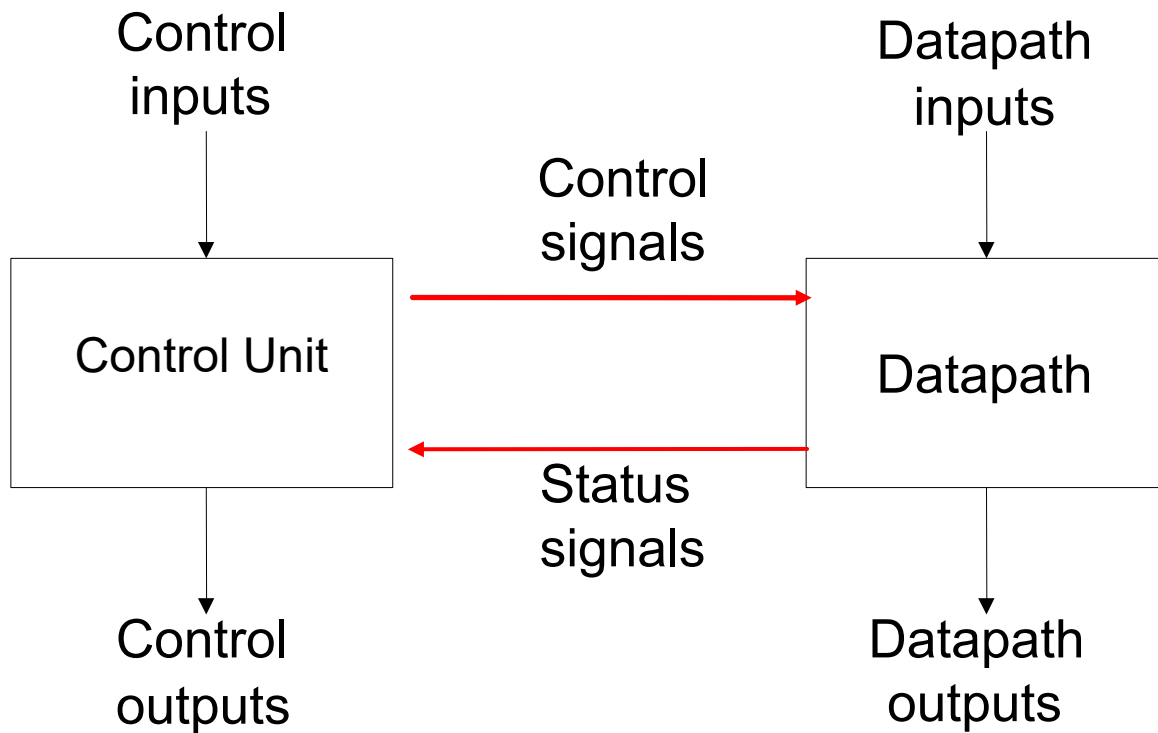 Control
inputs
Datapath
inputs
Control
signals
Control Unit
Datapath
Status
signals
Control
outputs
Datapath
outputs